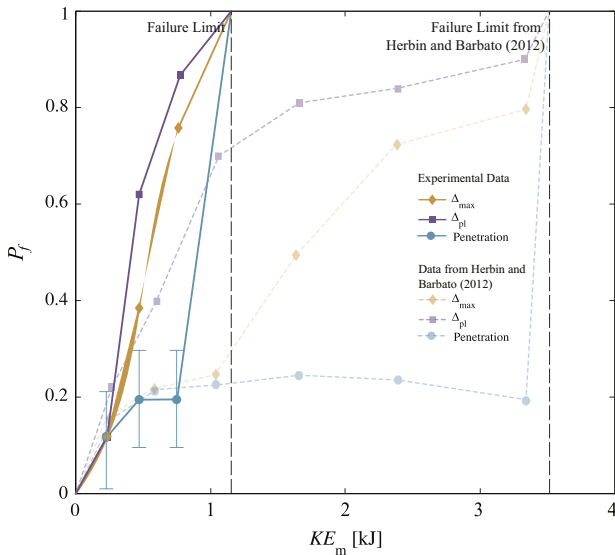 1
0.8
0.6
0.4
0.2
0
P_f
Failure Limit
Failure Limit from
Herbin and Barbato (2012)
Experimental Data
Δmax
Δpl
Penetration
Data from Herbin and
Barbato (2012)
Δmax
Δpl
Penetration
0
1
2
3
4
KEm [kJ]